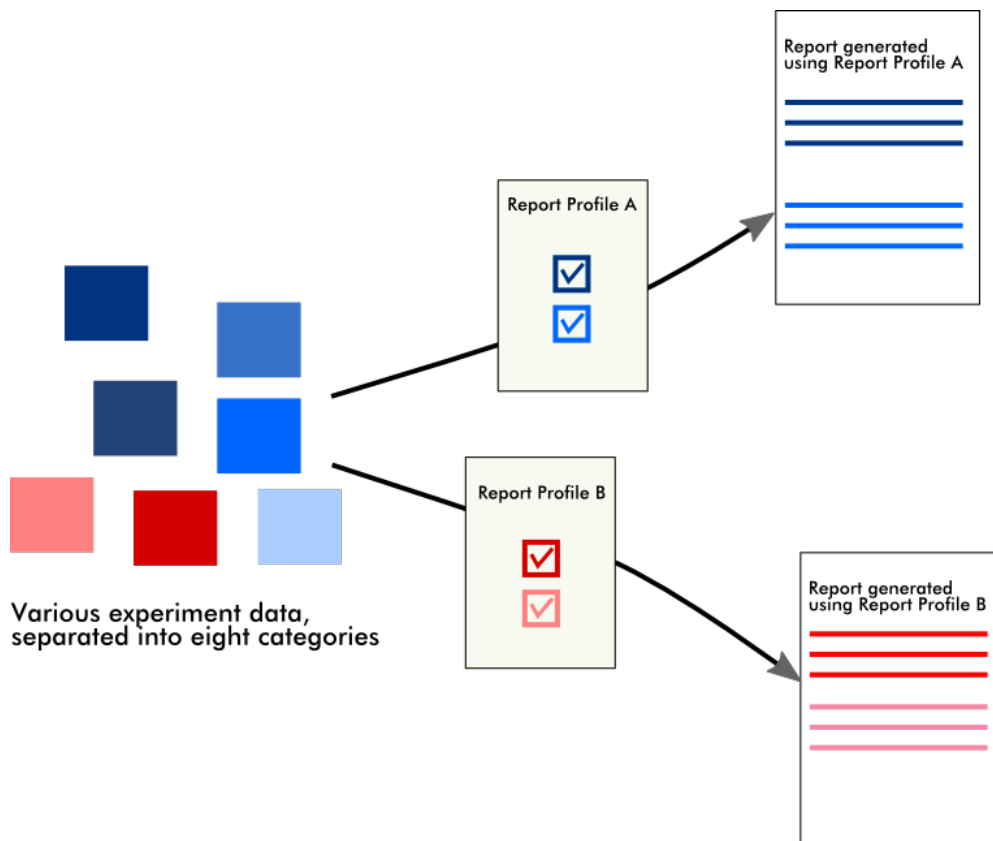 Report generated
using Report Profile A
Report Profile A
Report Profile B
Various experiment data,
separated into eight categories
Report generated
using Report Profile B